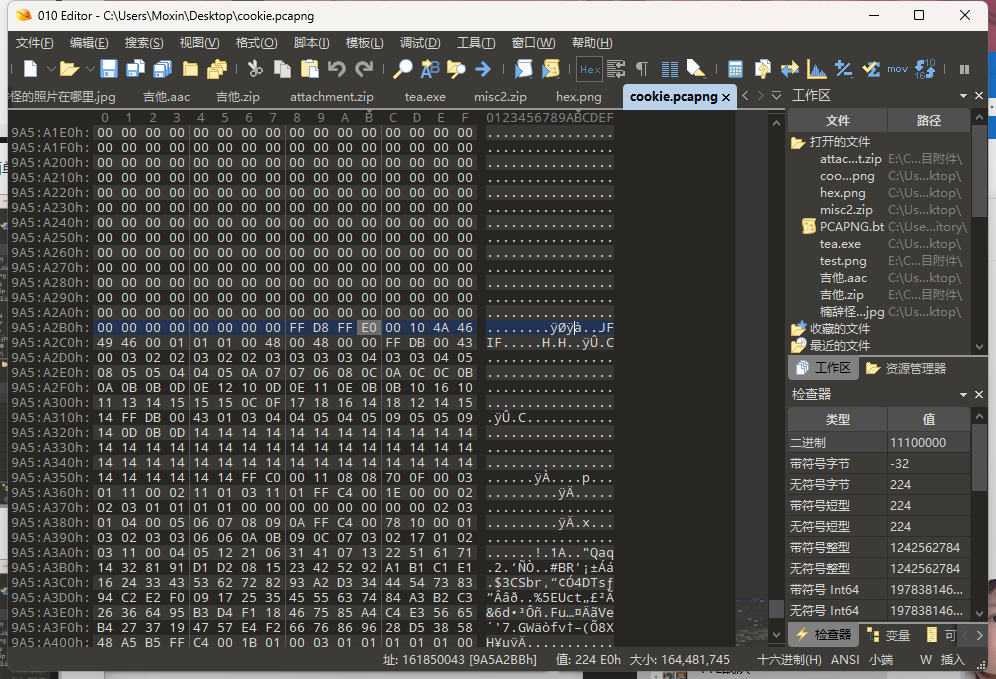 010 Editor - C:\Users\Moxin\Desktop\cookie.pcapng
文件(F) 编辑(E) 搜索(S) 视图(V) 格式(O) 脚本(I) 模板(L) 调试(D) 工具(T) 窗口(W) 帮助(H)
怪的照片在哪里.jpg 吉他.aac 吉他.zip attachment.zip tea.exe misc2.zip hex.png cookie.pcapng
0 1 2 3 4 5 6 7 8 9 A B C D E F 0123456789ABCDEF
9A5:A1E0h: 00 00 00 00 00 00 00 00 00 00 00 00 00 00 00 00 ................
9A5:A1F0h: 00 00 00 00 00 00 00 00 00 00 00 00 00 00 00 00 ................
9A5:A200h: 00 00 00 00 00 00 00 00 00 00 00 00 00 00 00 00 ................
9A5:A210h: 00 00 00 00 00 00 00 00 00 00 00 00 00 00 00 00 ................
9A5:A220h: 00 00 00 00 00 00 00 00 00 00 00 00 00 00 00 00 ................
9A5:A230h: 00 00 00 00 00 00 00 00 00 00 00 00 00 00 00 00 ................
9A5:A240h: 00 00 00 00 00 00 00 00 00 00 00 00 00 00 00 00 ................
9A5:A250h: 00 00 00 00 00 00 00 00 00 00 00 00 00 00 00 00 ................
9A5:A260h: 00 00 00 00 00 00 00 00 00 00 00 00 00 00 00 00 ................
9A5:A270h: 00 00 00 00 00 00 00 00 00 00 00 00 00 00 00 00 ................
9A5:A280h: 00 00 00 00 00 00 00 00 00 00 00 00 00 00 00 00 ................
9A5:A290h: 00 00 00 00 00 00 00 00 00 00 00 00 00 00 00 00 ................
9A5:A2A0h: 00 00 00 00 00 00 00 00 00 00 00 00 00 00 00 00 ................
9A5:A2B0h: 00 00 00 00 00 00 00 00 FF D8 FF E0 00 10 4A 46 ........ÿØÿà..JF
9A5:A2C0h: 49 46 00 01 01 01 00 48 00 48 00 00 FF DB 00 43 IF.....H.H..ÿÛ.C
9A5:A2D0h: 00 03 02 02 03 02 02 03 03 03 03 04 03 03 04 05 ................
9A5:A2E0h: 08 05 05 04 04 05 0A 07 07 06 08 0C 0A 0C 0C 0B ................
9A5:A2F0h: 0A 0B 0B 0D 0E 12 10 0D 0E 11 0E 0B 0B 10 16 10 ................
9A5:A300h: 11 13 14 15 15 15 0C 0F 17 18 16 14 18 12 14 15 ................
9A5:A310h: 14 FF DB 00 43 01 03 04 04 05 04 05 09 05 05 09 .ÿÛ.C...........
9A5:A320h: 14 0D 0B 0D 14 14 14 14 14 14 14 14 14 14 14 14 ................
9A5:A330h: 14 14 14 14 14 14 14 14 14 14 14 14 14 14 14 14 ................
9A5:A340h: 14 14 14 14 14 14 14 14 14 14 14 14 14 14 14 14 ................
9A5:A350h: 14 14 14 14 14 14 FF C0 00 11 08 08 70 0F 00 03 ......ÿÀ....p...
9A5:A360h: 01 11 00 02 11 01 03 11 01 FF C4 00 1E 00 00 02 .........ÿÄ.....
9A5:A370h: 02 03 01 01 01 01 00 00 00 00 00 00 00 00 02 03 ................
9A5:A380h: 01 04 00 05 06 07 08 09 0A FF C4 00 78 10 00 01 .........ÿÄ.x...
9A5:A390h: 03 02 03 03 06 06 0A 0B 09 0C 07 03 02 17 01 02 ................
9A5:A3A0h: 03 11 00 04 05 12 21 06 31 41 07 13 22 51 61 71 ......!.1A.."Qaq
9A5:A3B0h: 14 32 81 91 D1 D2 08 15 23 42 52 92 A1 B1 C1 E1 .2.‘ÑÒ..#BR’¡±Áá
9A5:A3C0h: 16 24 33 43 53 62 72 82 93 A2 D3 34 44 54 73 83 .$3CSbr‚“¢Ó4DTsƒ
9A5:A3D0h: 94 C2 E2 F0 09 17 25 35 45 55 63 74 84 A3 B2 C3 ”Ââð..%5EUct„£²Ã
9A5:A3E0h: 26 36 64 95 B3 D4 F1 18 46 75 85 A4 C4 E3 56 65 &6d•³Ôñ.Fu…¤ÄãVe
9A5:A3F0h: B4 27 37 19 47 57 E4 F2 66 76 86 96 28 D5 38 58 ´'7.GWäòfv†–(Õ8X
9A5:A400h: 48 A5 B5 FF C4 00 1B 01 00 03 01 01 01 01 01 00 H¥µÿÄ...........
工作区
文件 路径
打开的文件
attac...t.zip E:\C...目附件\
coo...png C:\Us...ktop\
hex.png C:\Us...ktop\
misc2.zip C:\Us...ktop\
PCAPNG.bt C:\Use...itory\
tea.exe C:\Us...ktop\
test.png E:\C...目附件\
吉他.aac C:\Us...ktop\
吉他.zip E:\C...目附件\
楠辞怪...jpg C:\Us...ktop\
收藏的文件
最近的文件
工作区 资源管理器
检查器
类型 值
二进制 11100000
带符号字节 -32
无符号字节 224
带符号短型 224
无符号短型 224
带符号整型 1242562784
无符号整型 1242562784
带符号 Int64 197838146...
无符号 Int64 197838146...
检查器 变量 可
址: 161850043 [9A5A2BBh] 值: 224 E0h 大小: 164,481,745 十六进制(H) ANSI 小端 W 插入